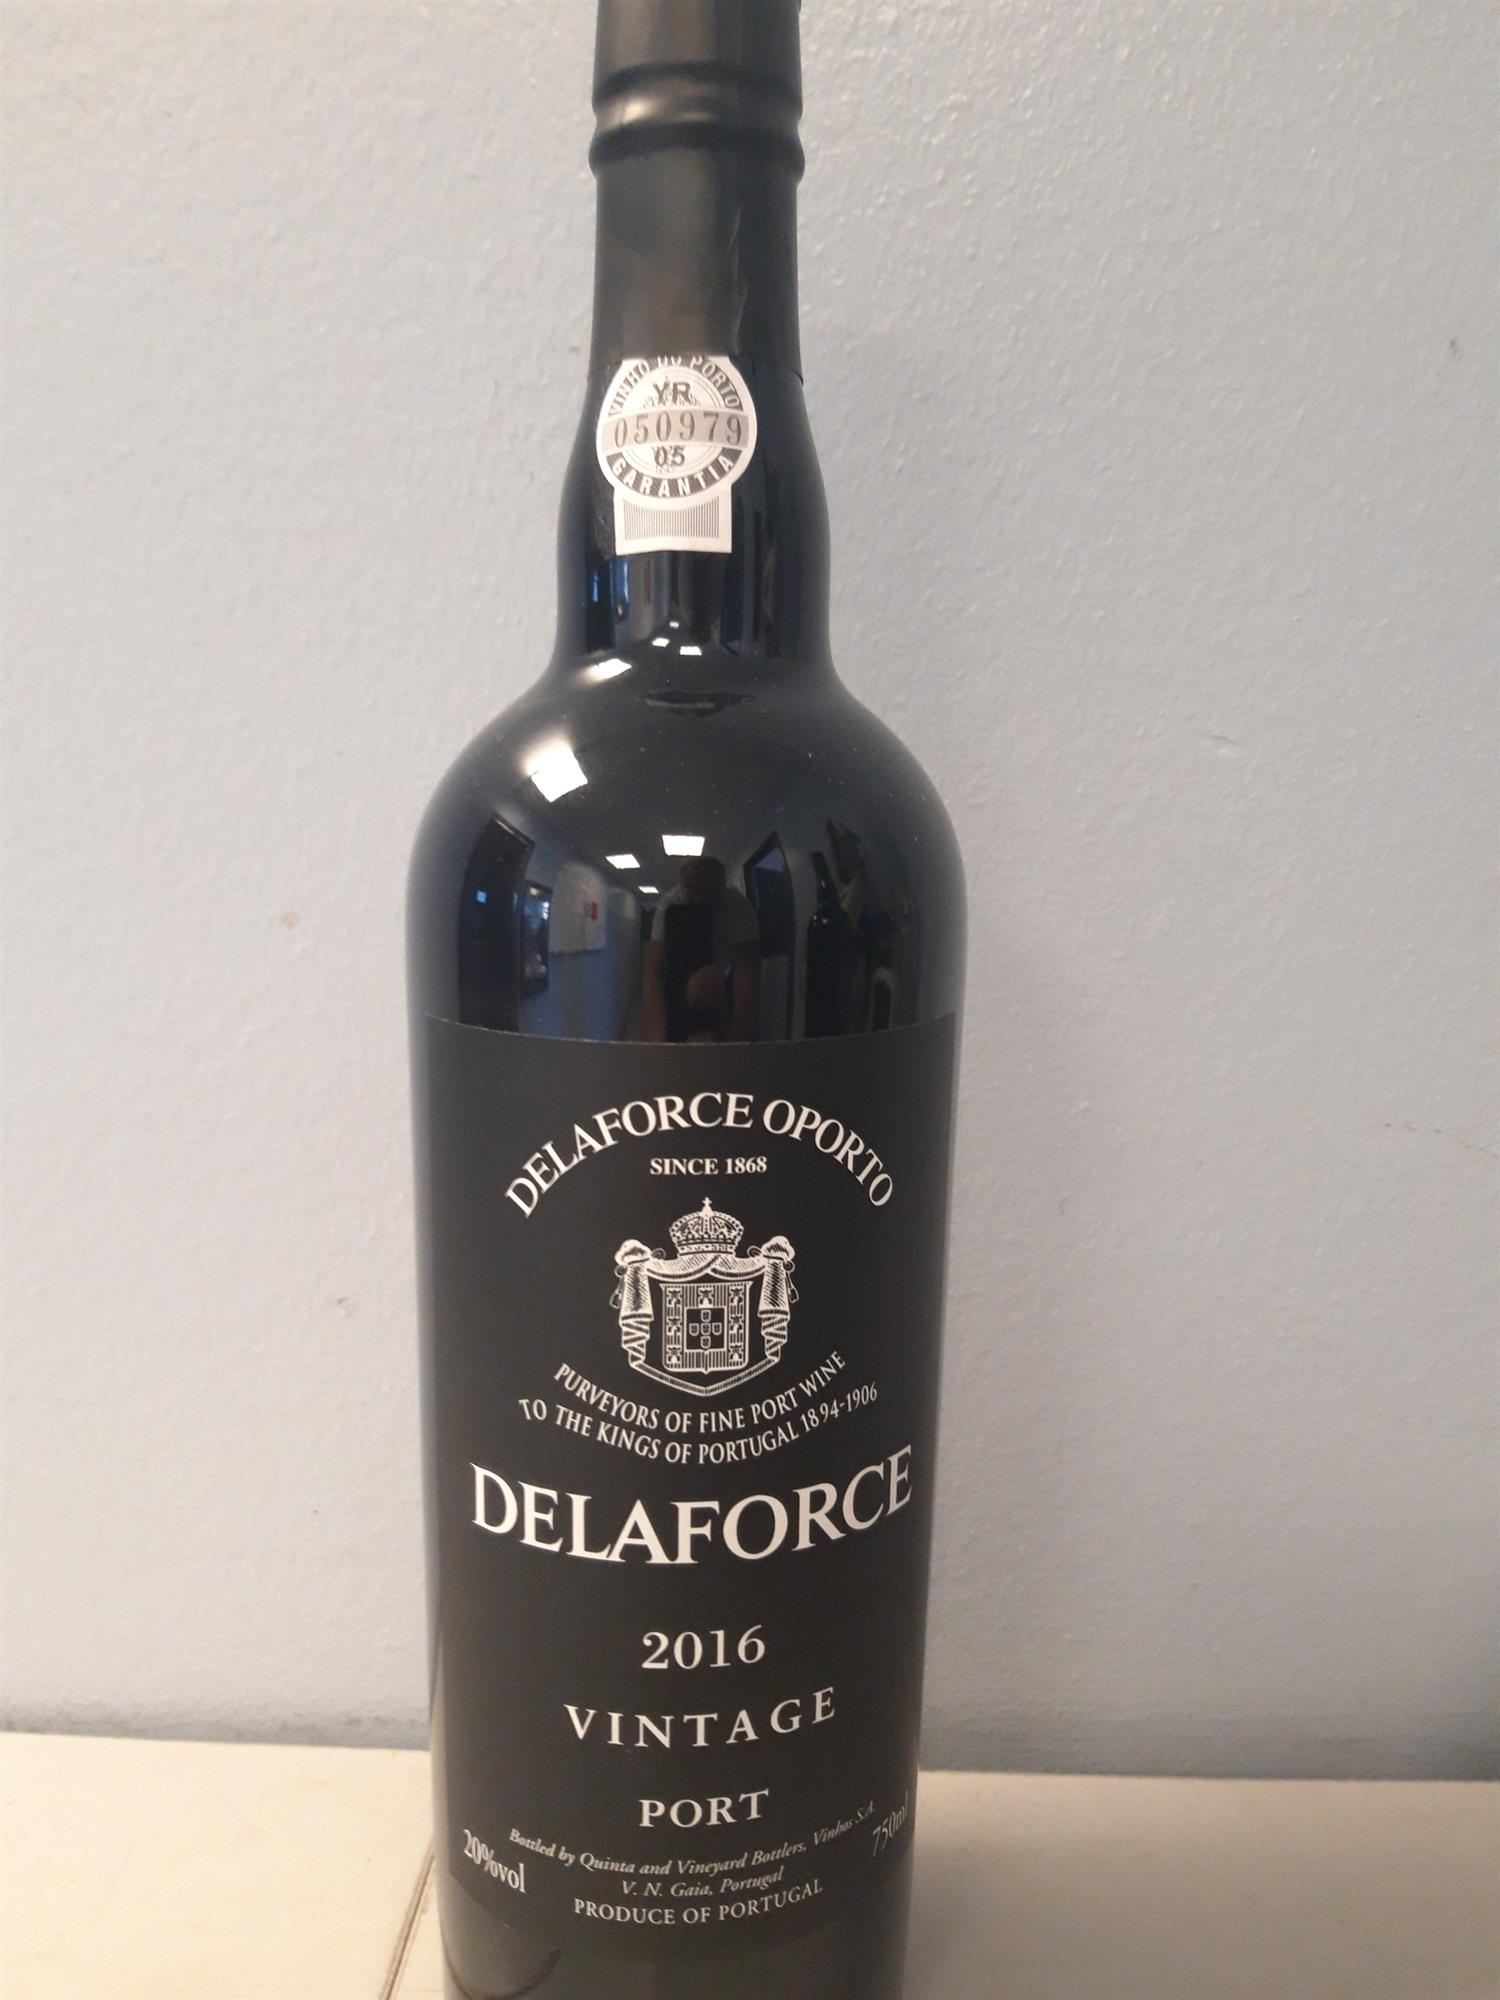 VINHO DO PORTO
YR
050979
05
GARANTIA
DELAFORCE OPORTO
SINCE 1868
PURVEYORS OF FINE PORT WINE
TO THE KINGS OF PORTUGAL 1894-1906
DELAFORCE
2016
VINTAGE
PORT
20%vol
Bottled by Quinta and Vineyard Bottlers, Vinhos S.A.
750ml
V. N. Gaia, Portugal
PRODUCE OF PORTUGAL